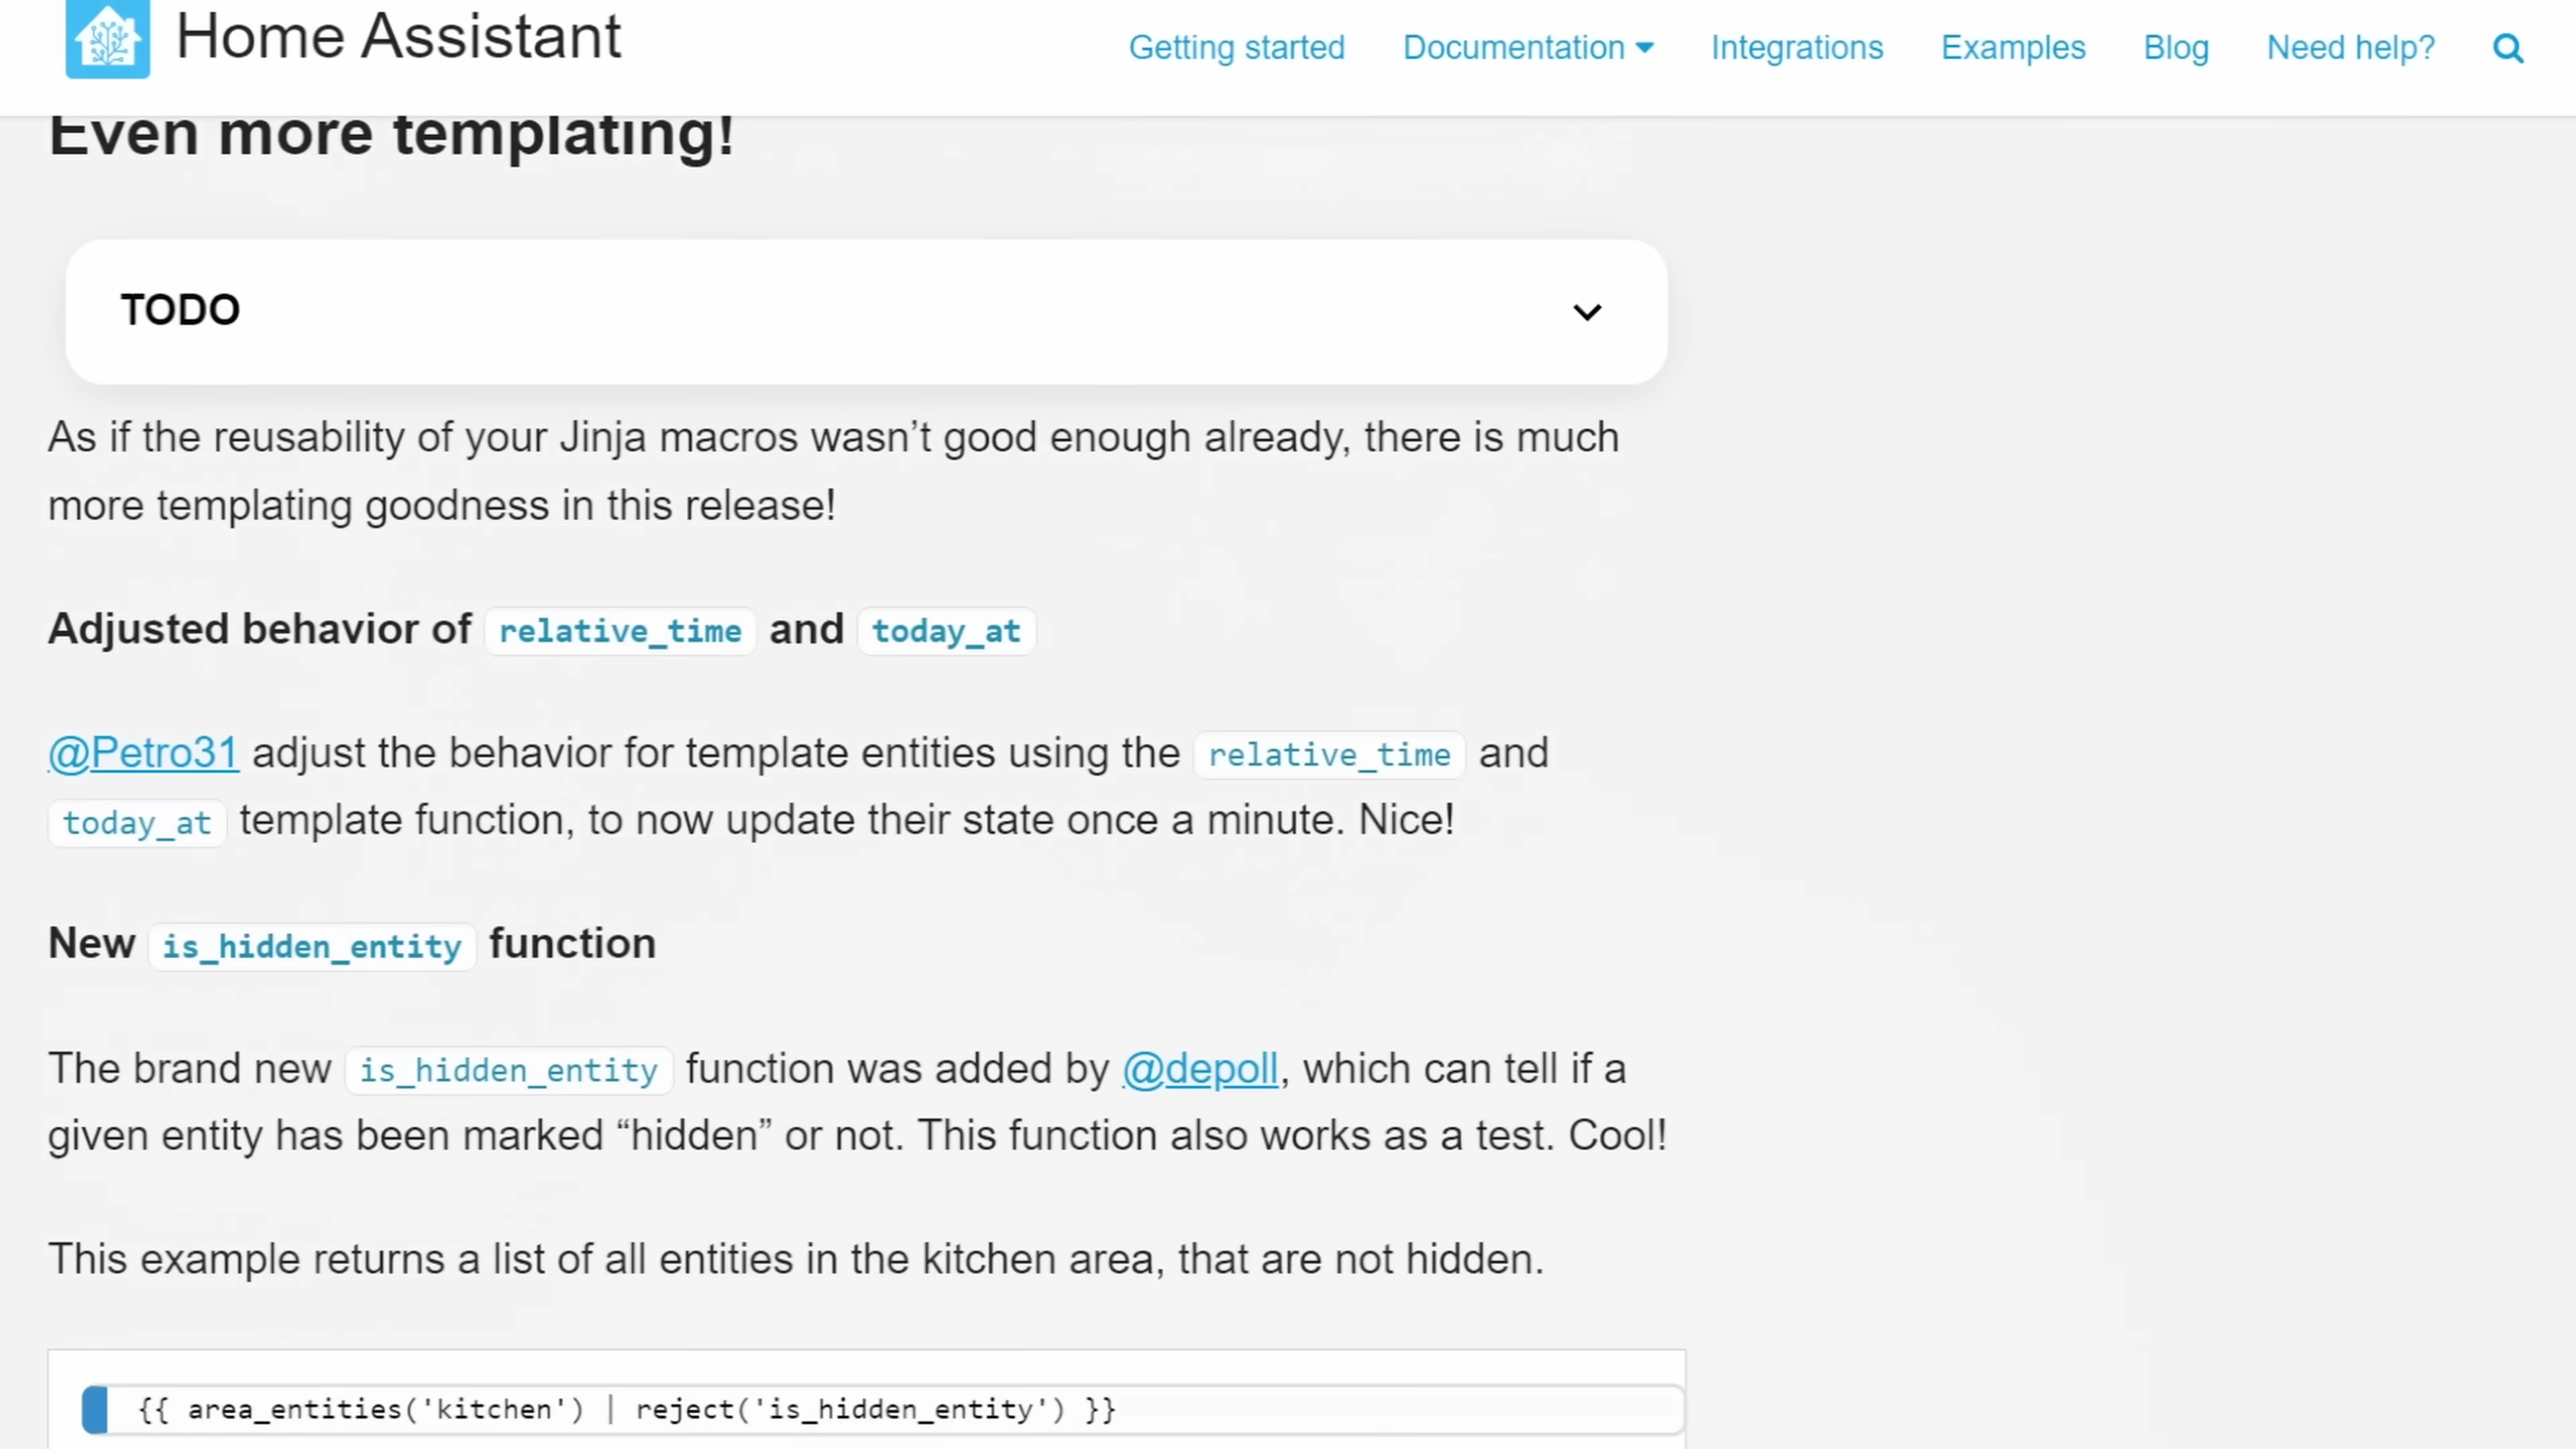 Home Assistant
Getting started Documentation Integrations Examples Blog Need help?
Even more templating!
TODO
As if the reusability of your Jinja macros wasn’t good enough already, there is much
more templating goodness in this release!
Adjusted behavior of relative_time and today_at
@Petro31 adjust the behavior for template entities using the relative_time and
today_at template function, to now update their state once a minute. Nice!
New is_hidden_entity function
The brand new is_hidden_entity function was added by @depoll, which can tell if a
given entity has been marked “hidden” or not. This function also works as a test. Cool!
This example returns a list of all entities in the kitchen area, that are not hidden.
{{ area_entities('kitchen') | reject('is_hidden_entity') }}